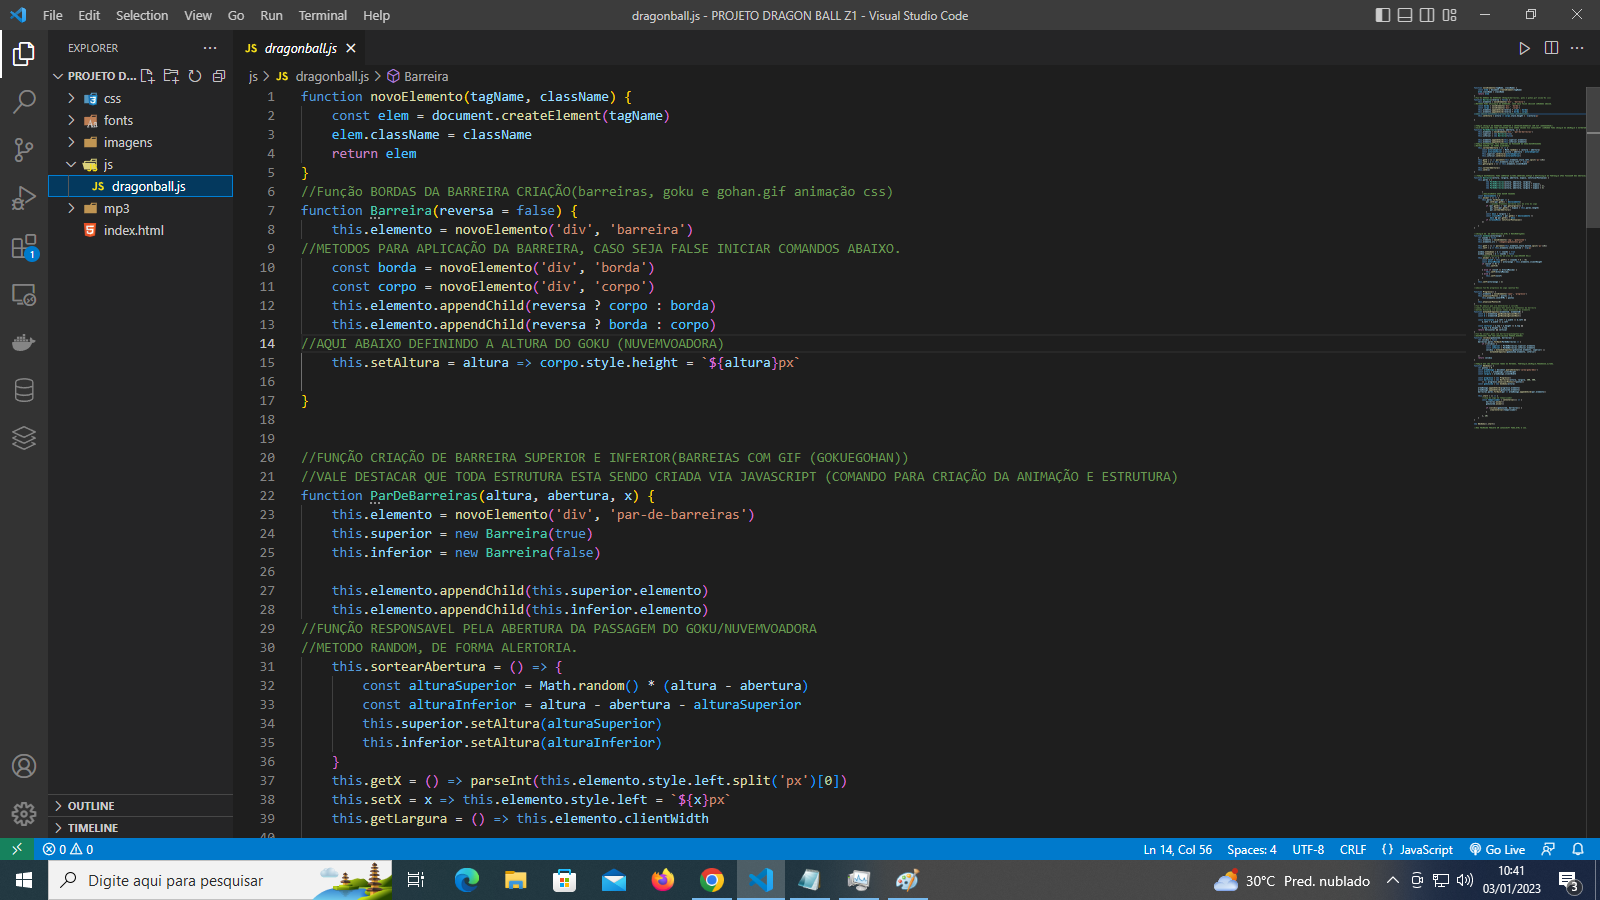 File Edit Selection View Go Run Terminal Help
dragonball.js - PROJETO DRAGON BALL Z1 - Visual Studio Code
EXPLORER
PROJETO D...
css
fonts
imagens
js
JS dragonball.js
mp3
index.html
OUTLINE
TIMELINE
JS dragonball.js
js > JS dragonball.js > Barreira
1 function novoElemento(tagName, className) {
2 const elem = document.createElement(tagName)
3 elem.className = className
4 return elem
5 }
6 //Função BORDAS DA BARREIRA CRIAÇÃO(barreiras, goku e gohan.gif animação css)
7 function Barreira(reversa = false) {
8 this.elemento = novoElemento('div', 'barreira')
9 //METODOS PARA APLICAÇÃO DA BARREIRA, CASO SEJA FALSE INICIAR COMANDOS ABAIXO.
10 const borda = novoElemento('div', 'borda')
11 const corpo = novoElemento('div', 'corpo')
12 this.elemento.appendChild(reversa ? corpo : borda)
13 this.elemento.appendChild(reversa ? borda : corpo)
14 //AQUI ABAIXO DEFININDO A ALTURA DO GOKU (NUVEMVOADORA)
15 this.setAltura = altura => corpo.style.height = `${altura}px`
16
17 }
18
19
20 //FUNÇÃO CRIAÇÃO DE BARREIRA SUPERIOR E INFERIOR(BARREIAS COM GIF (GOKUEGOHAN))
21 //VALE DESTACAR QUE TODA ESTRUTURA ESTA SENDO CRIADA VIA JAVASCRIPT (COMANDO PARA CRIAÇÃO DA ANIMAÇÃO E ESTRUTURA)
22 function ParDeBarreiras(altura, abertura, x) {
23 this.elemento = novoElemento('div', 'par-de-barreiras')
24 this.superior = new Barreira(true)
25 this.inferior = new Barreira(false)
26
27 this.elemento.appendChild(this.superior.elemento)
28 this.elemento.appendChild(this.inferior.elemento)
29 //FUNÇÃO RESPONSAVEL PELA ABERTURA DA PASSAGEM DO GOKU/NUVEMVOADORA
30 //METODO RANDOM, DE FORMA ALERTORIA.
31 this.sortearAbertura = () => {
32 const alturaSuperior = Math.random() * (altura - abertura)
33 const alturaInferior = altura - abertura - alturaSuperior
34 this.superior.setAltura(alturaSuperior)
35 this.inferior.setAltura(alturaInferior)
36 }
37 this.getX = () => parseInt(this.elemento.style.left.split('px')[0])
38 this.setX = x => this.elemento.style.left = `${x}px`
39 this.getLargura = () => this.elemento.clientWidth
40
1
0 0
Ln 14, Col 56 Spaces: 4 UTF-8 CRLF {} JavaScript Go Live
Digite aqui para pesquisar
30°C Pred. nublado
10:41
03/01/2023
3